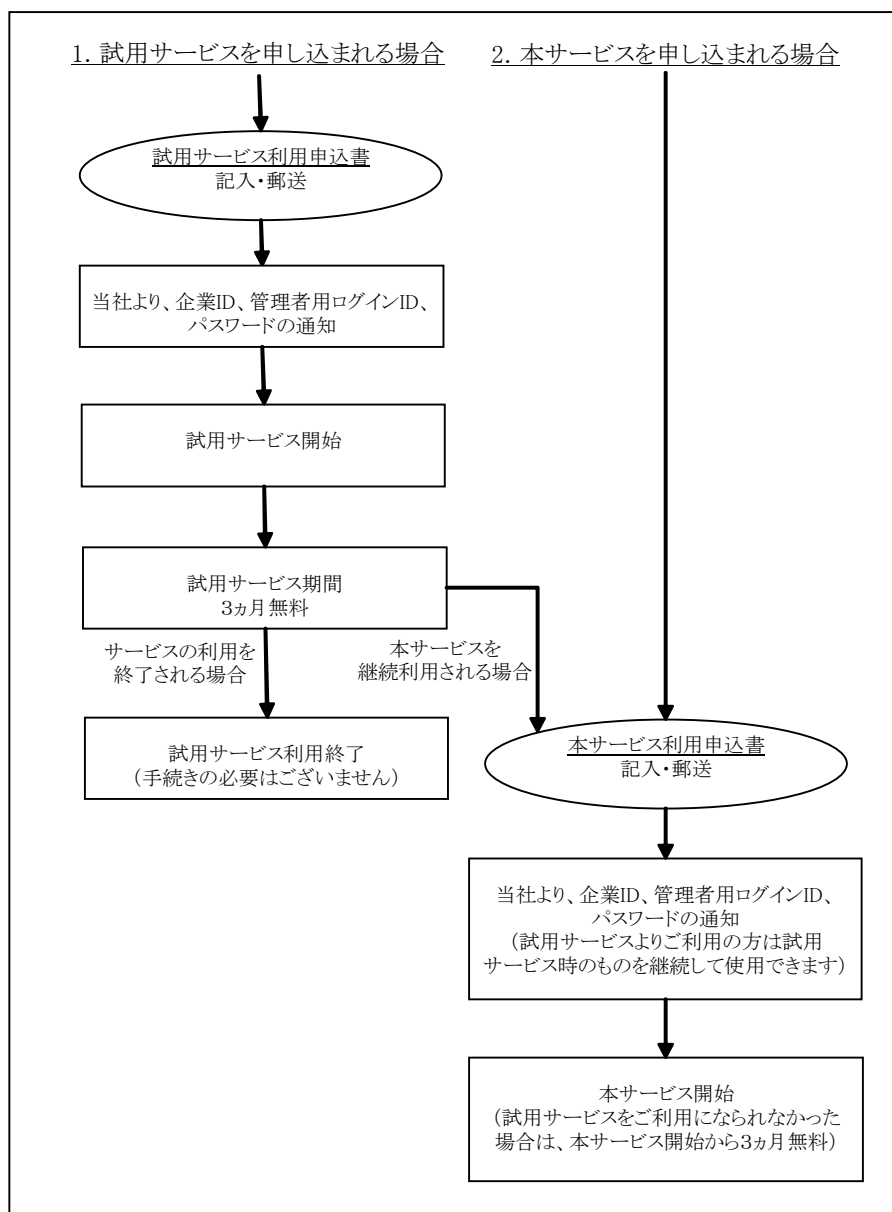 1. 試用サービスを申し込まれる場合
2. 本サービスを申し込まれる場合
試用サービス利用申込書
記入・郵送
当社より、企業ID、管理者用ログインID、
パスワードの通知
試用サービス開始
試用サービス期間
3ヵ月無料
サービスの利用を
終了される場合
本サービスを
継続利用される場合
試用サービス利用終了
(手続きの必要はございません)
本サービス利用申込書
記入・郵送
当社より、企業ID、管理者用ログインID、
パスワードの通知
(試用サービスよりご利用の方は試用
サービス時のものを継続して使用できます)
本サービス開始
(試用サービスをご利用になられなかった
場合は、本サービス開始から3ヵ月無料)